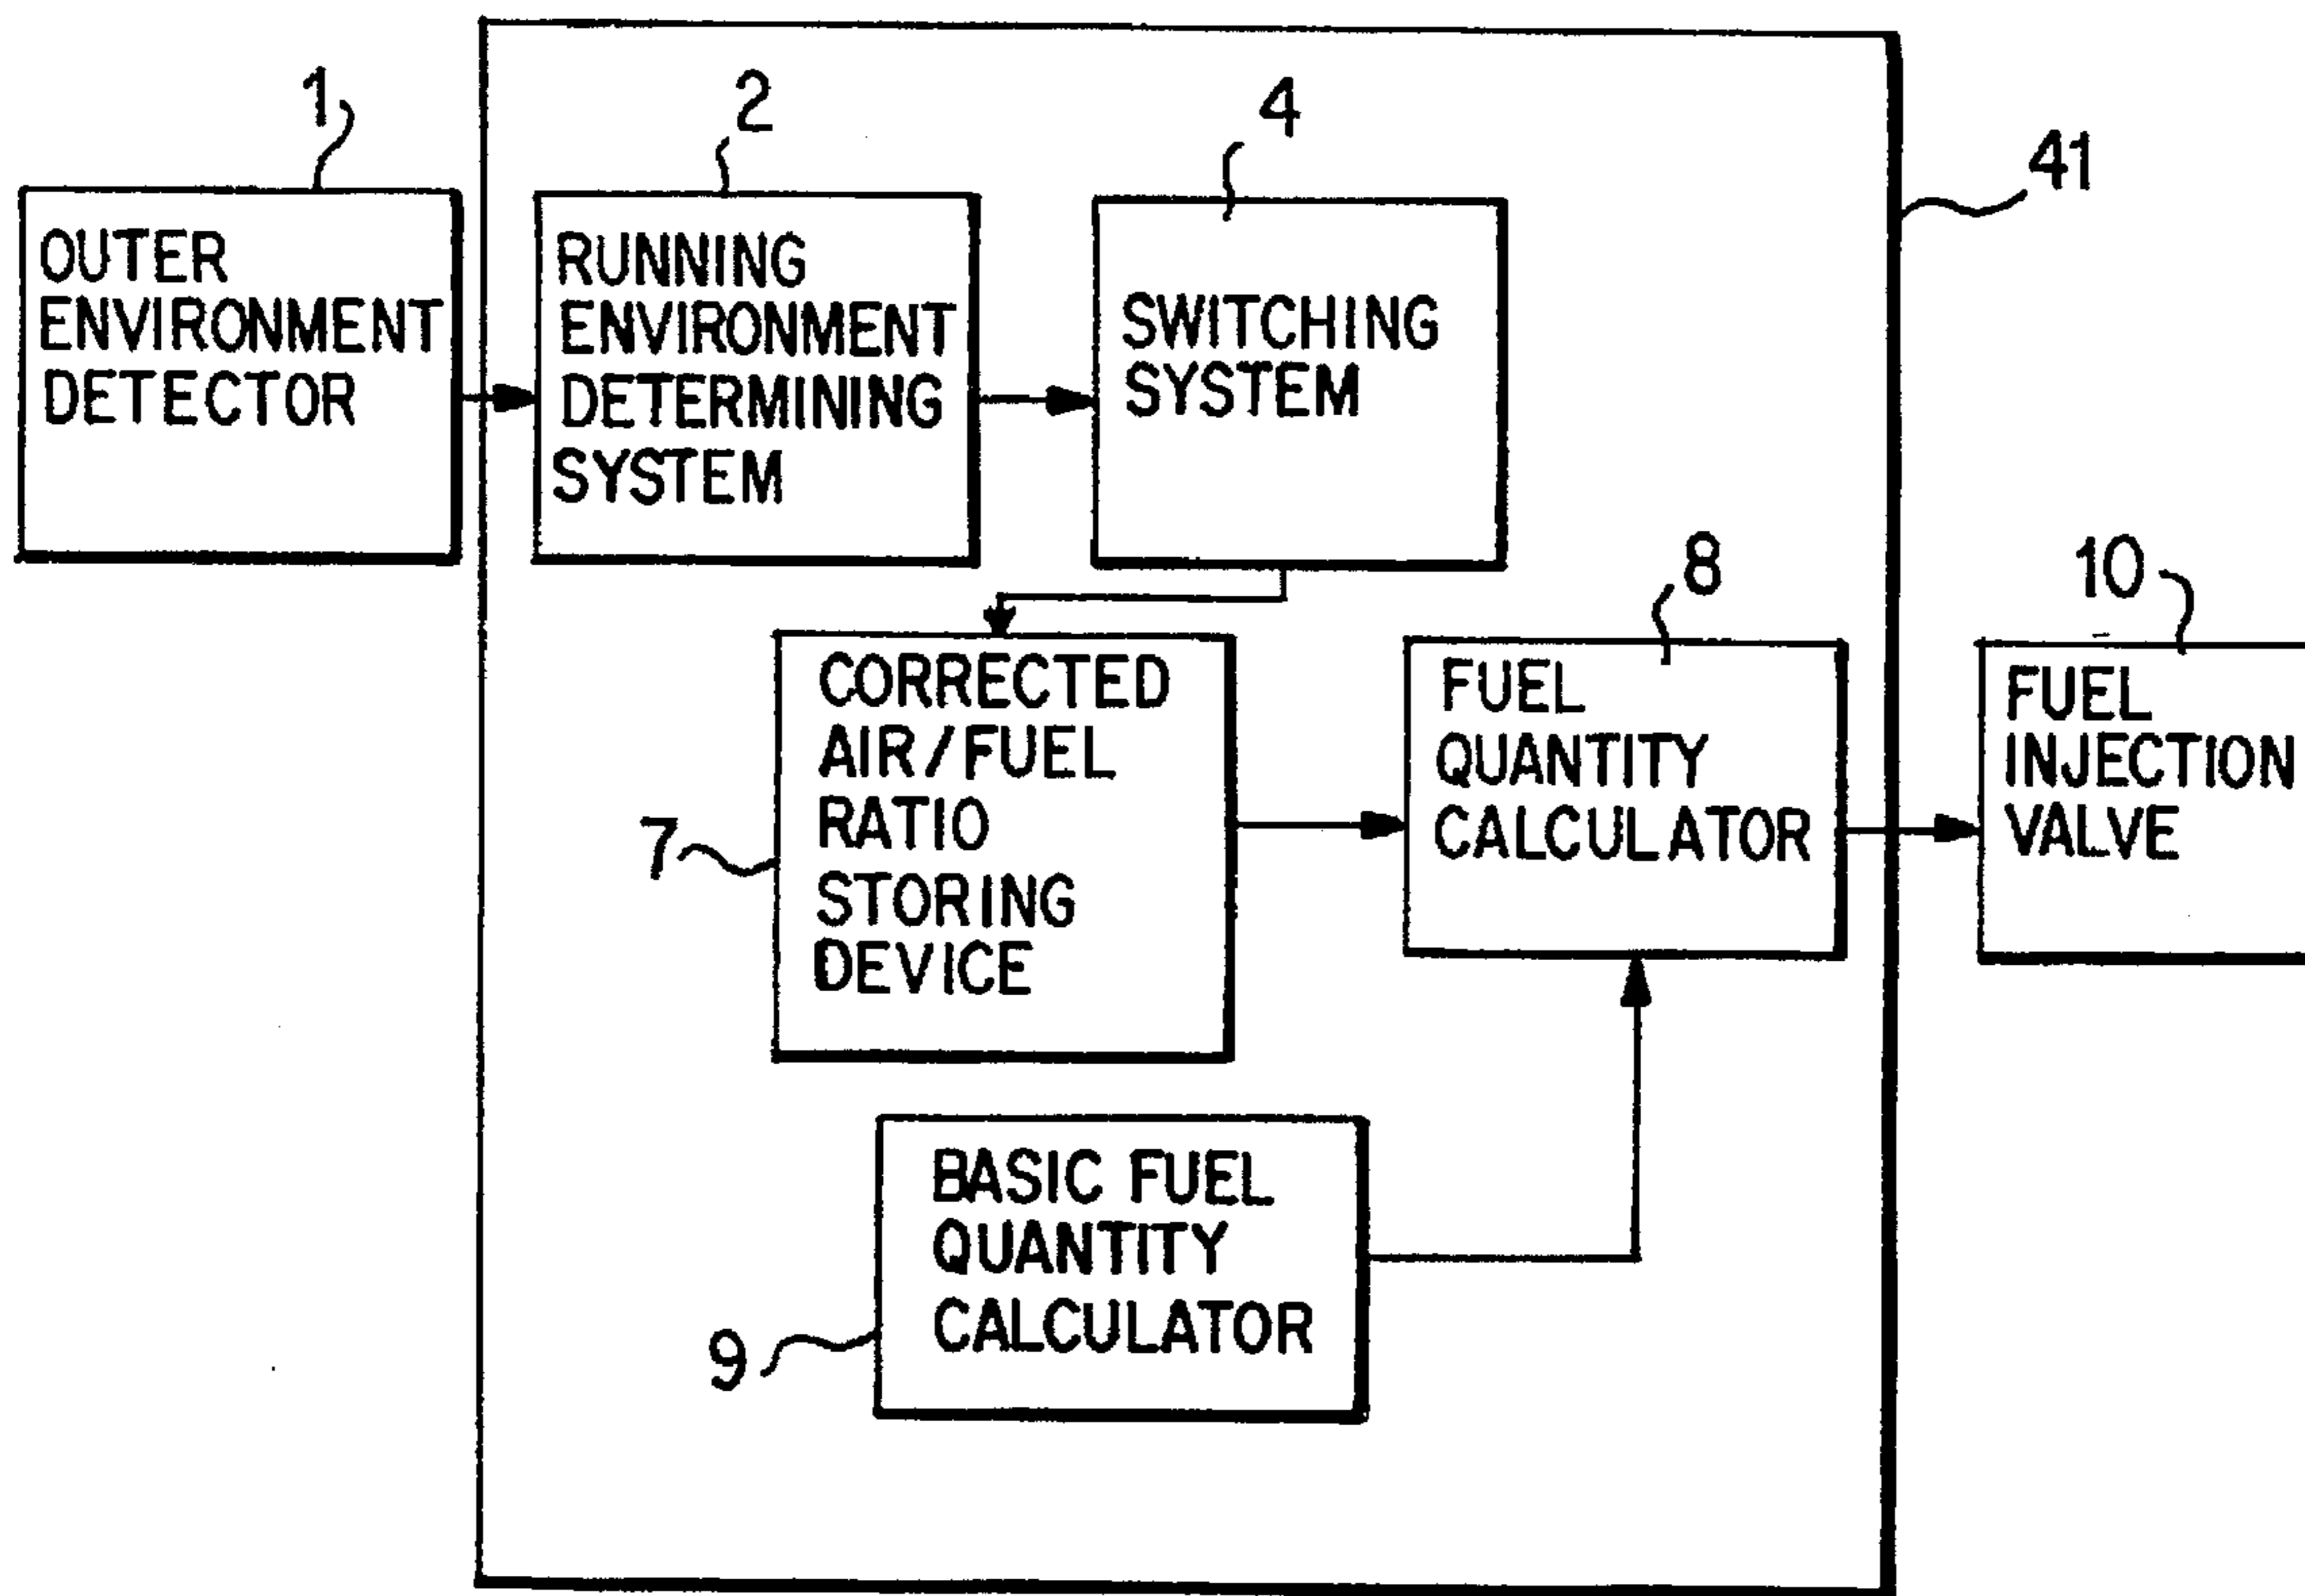 1
2
4
41
OUTER
ENVIRONMENT
DETECTOR
RUNNING
ENVIRONMENT
DETERMINING
SYSTEM
SWITCHING
SYSTEM
7
CORRECTED
AIR/FUEL
RATIO
STORING
DEVICE
8
FUEL
QUANTITY
CALCULATOR
10
FUEL
INJECTION
VALVE
9
BASIC FUEL
QUANTITY
CALCULATOR